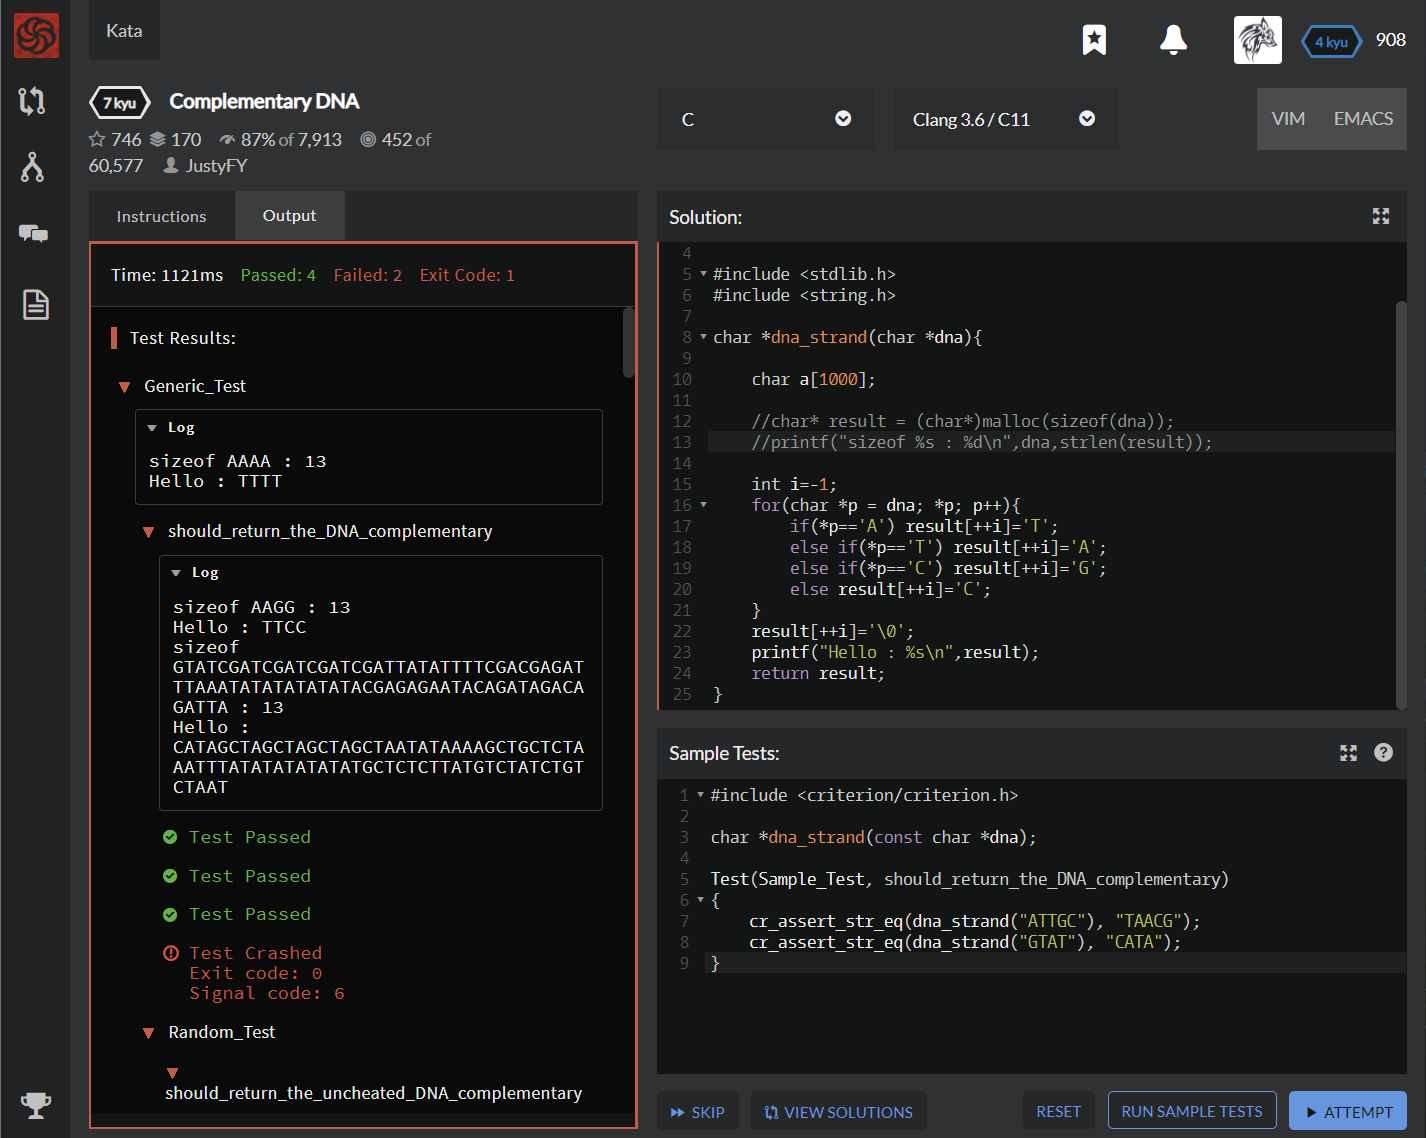 Kata
4 kyu 908
7 kyu Complementary DNA
746 170 87% of 7,913 452 of
60,577 JustyFY
C
Clang 3.6 / C11
VIM EMACS
Instructions Output
Time: 1121ms Passed: 4 Failed: 2 Exit Code: 1
Test Results:
Generic_Test
Log
sizeof AAAA : 13
Hello : TTTT
should_return_the_DNA_complementary
Log
sizeof AAGG : 13
Hello : TTCC
sizeof
GTATCGATCGATCGATCGATTATATTTTCGACGAGAT
TTAAATATATATATATACGAGAGAATACAGATAGACA
GATTA : 13
Hello :
CATAGCTAGCTAGCTAGCTAATATAAAAGCTGCTCTA
AATTTATATATATATATGCTCTCTTATGTCTATCTGT
CTAAT
Test Passed
Test Passed
Test Passed
Test Crashed
Exit code: 0
Signal code: 6
Random_Test
should_return_the_uncheated_DNA_complementary
Solution:
4
5 #include <stdlib.h>
6 #include <string.h>
7
8 char *dna_strand(char *dna){
9
10 char a[1000];
11
12 //char* result = (char*)malloc(sizeof(dna));
13 //printf("sizeof %s : %d\n",dna,strlen(result));
14
15 int i=-1;
16 for(char *p = dna; *p; p++){
17 if(*p=='A') result[++i]='T';
18 else if(*p=='T') result[++i]='A';
19 else if(*p=='C') result[++i]='G';
20 else result[++i]='C';
21 }
22 result[++i]='\0';
23 printf("Hello : %s\n",result);
24 return result;
25 }
Sample Tests:
1 #include <criterion/criterion.h>
2
3 char *dna_strand(const char *dna);
4
5 Test(Sample_Test, should_return_the_DNA_complementary)
6 {
7 cr_assert_str_eq(dna_strand("ATTGC"), "TAACG");
8 cr_assert_str_eq(dna_strand("GTAT"), "CATA");
9 }
SKIP VIEW SOLUTIONS RESET RUN SAMPLE TESTS ATTEMPT